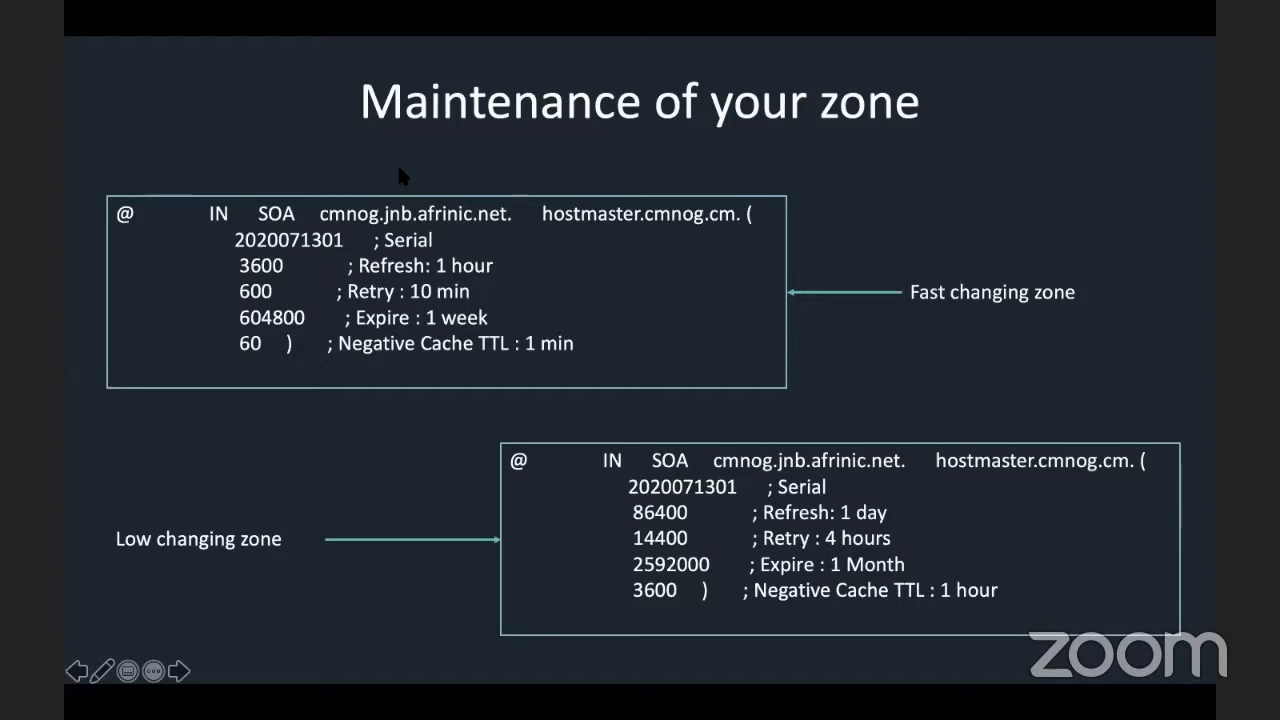 Maintenance of your zone
@ IN SOA cmnog.jnb.afrinic.net. hostmaster.cmnog.cm. (
2020071301 ; Serial
3600 ; Refresh: 1 hour
600 ; Retry : 10 min
604800 ; Expire : 1 week
60 ) ; Negative Cache TTL : 1 min
Fast changing zone
@ IN SOA cmnog.jnb.afrinic.net. hostmaster.cmnog.cm. (
2020071301 ; Serial
86400 ; Refresh: 1 day
14400 ; Retry : 4 hours
2592000 ; Expire : 1 Month
3600 ) ; Negative Cache TTL : 1 hour
Low changing zone
zoom